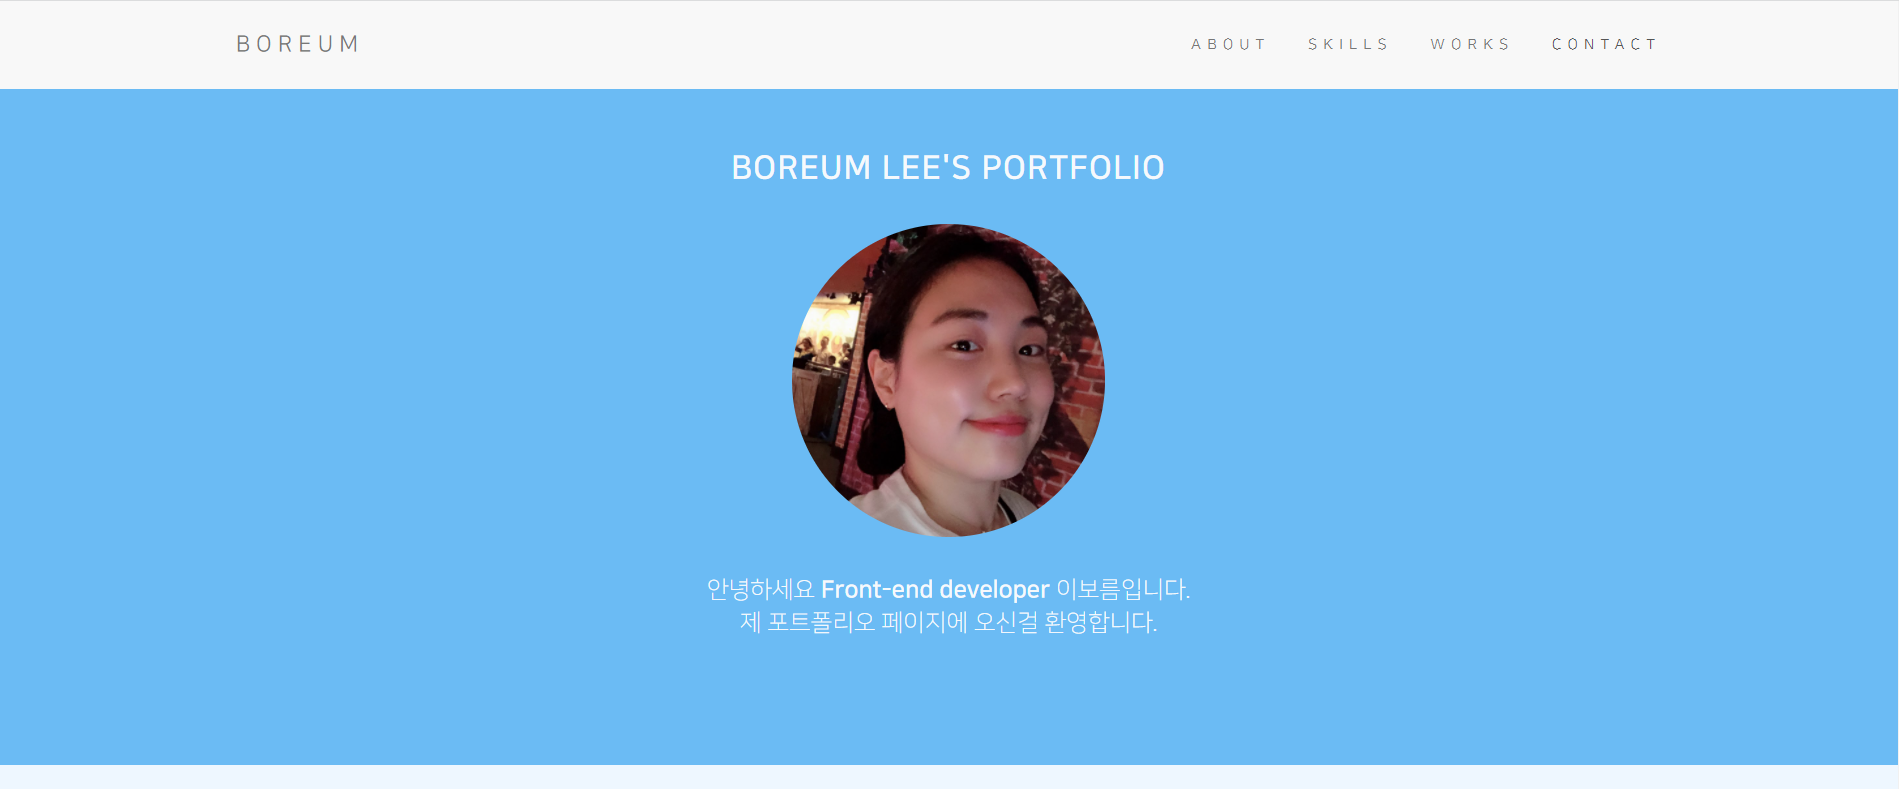 BOREUM
ABOUT SKILLS WORKS CONTACT
BOREUM LEE'S PORTFOLIO
안녕하세요 Front-end developer 이보름입니다.
제 포트폴리오 페이지에 오신걸 환영합니다.